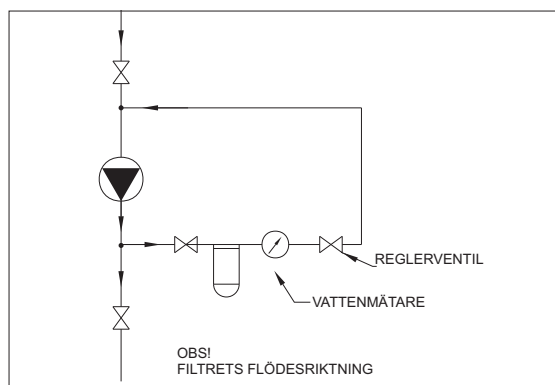 REGLERVENTIL
VATTENMÄTARE
OBS!
FILTRETS FLÖDESRIKTNING